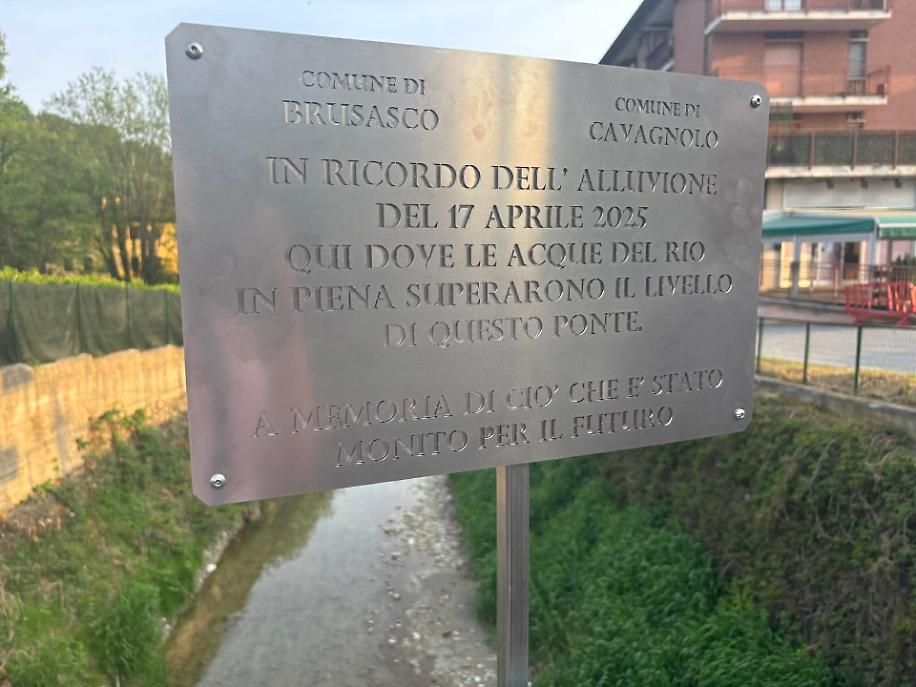 COMUNE DI
BRUSASCO
COMUNE DI
CAVAGNOLO
IN RICORDO DELL' ALLUVIONE
DEL 17 APRILE 2025
QUI DOVE LE ACQUE DEL RIO
IN PIENA SUPERARONO IL LIVELLO
DI QUESTO PONTE.
A MEMORIA DI CIO' CHE E' STATO
MONITO PER IL FUTURO